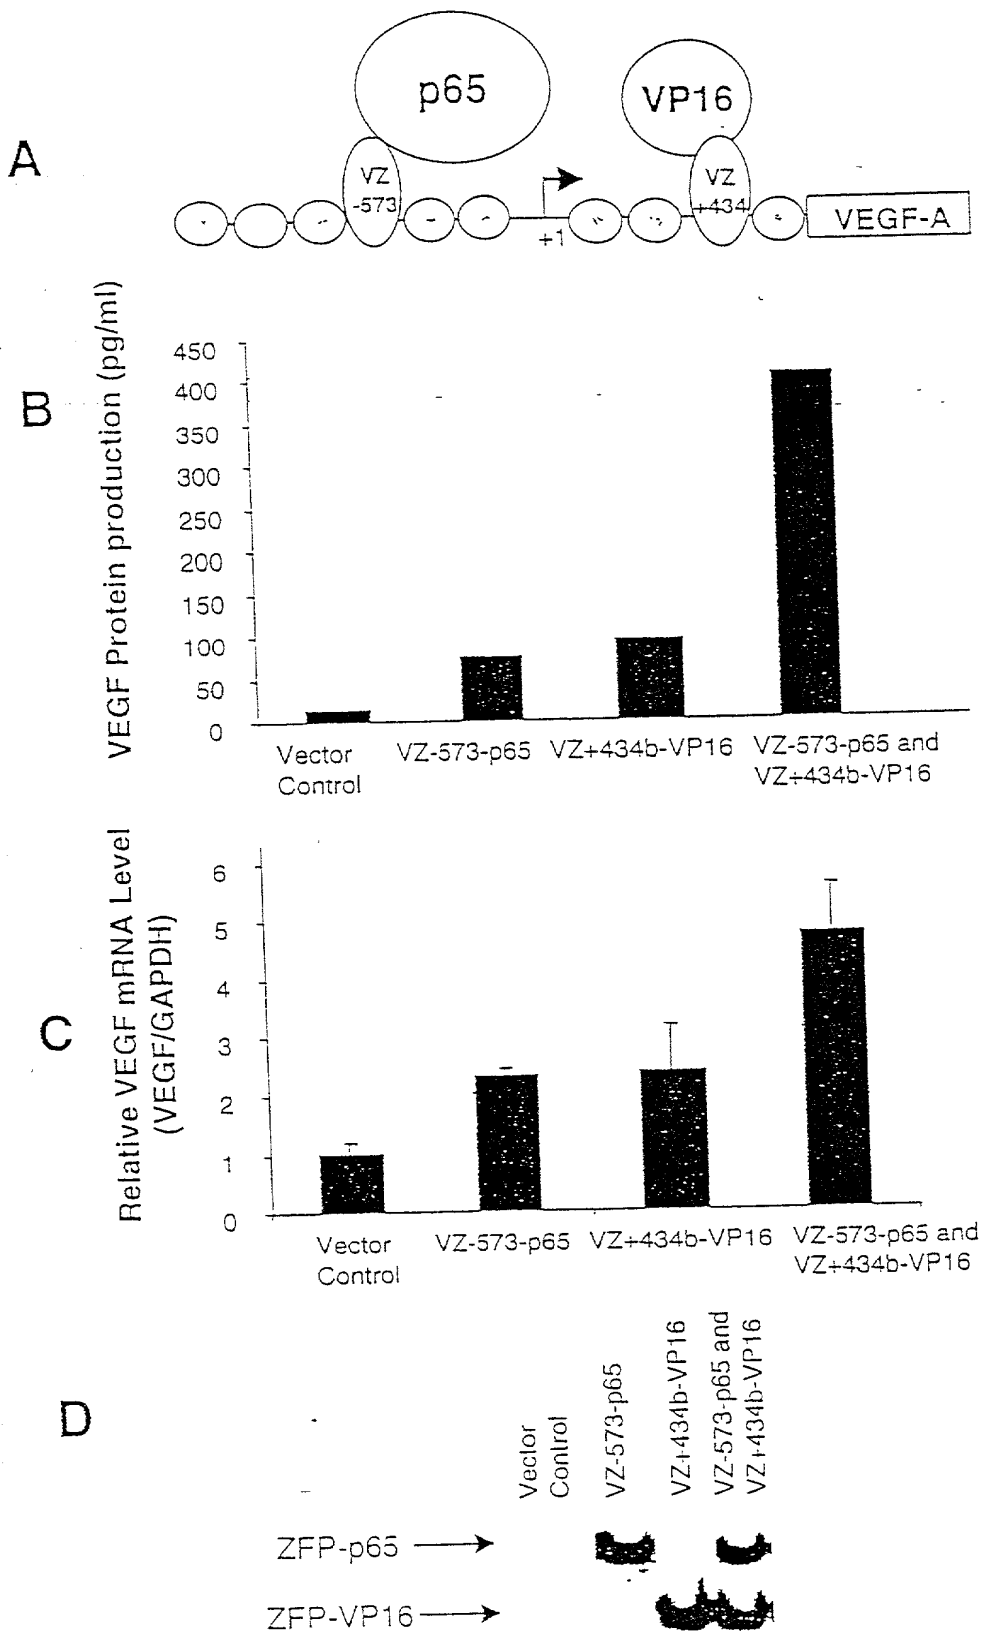 A
p65
VP16
VZ
-573
VZ
+434
+1
VEGF-A
B
VEGF Protein production (pg/ml)
450
400
350
300
250
200
150
100
50
0
Vector
Control
VZ-573-p65
VZ+434b-VP16
VZ-573-p65 and
VZ+434b-VP16
C
Relative VEGF mRNA Level
(VEGF/GAPDH)
6
5
4
3
2
1
0
Vector
Control
VZ-573-p65
VZ+434b-VP16
VZ-573-p65 and
VZ+434b-VP16
D
Vector
Control
VZ-573-p65
VZ+434b-VP16
VZ-573-p65 and
VZ+434b-VP16
ZFP-p65
ZFP-VP16